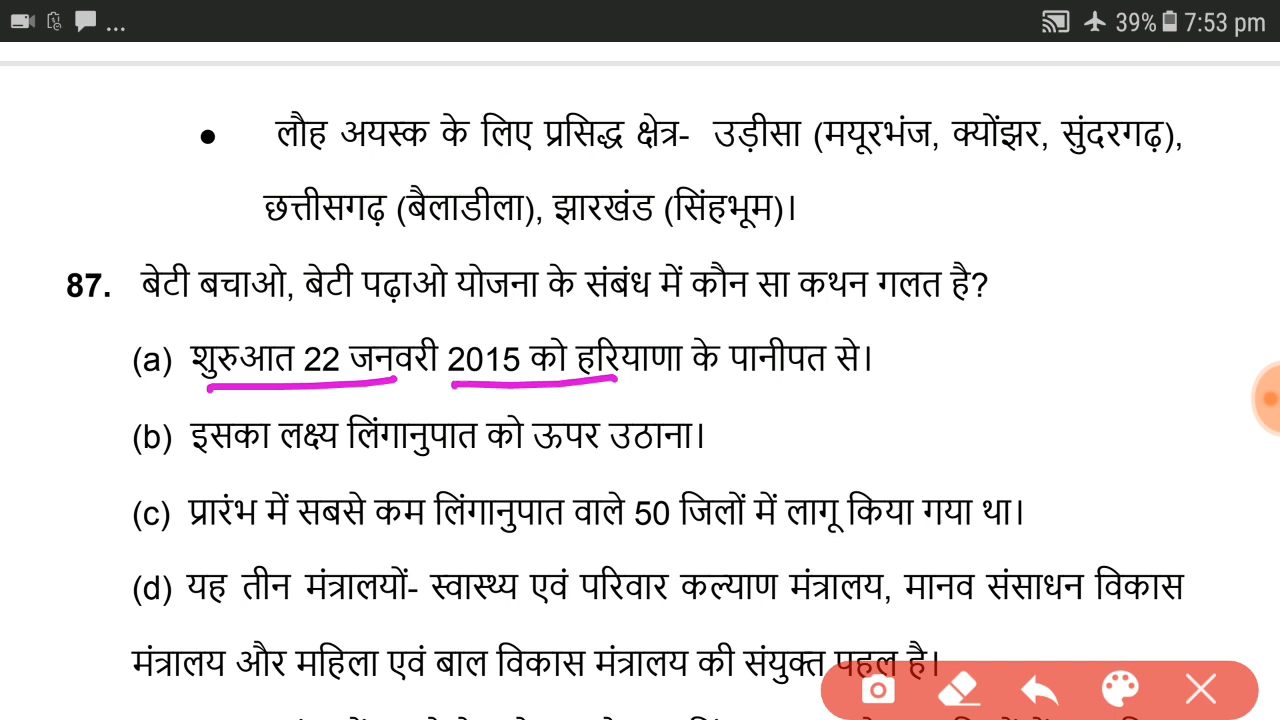 ... 39% 7:53 pm
● लौह अयस्क के लिए प्रसिद्ध क्षेत्र- उड़ीसा (मयूरभंज, क्योंझर, सुंदरगढ़),
छत्तीसगढ़ (बैलाडीला), झारखंड (सिंहभूम)।
87. बेटी बचाओ, बेटी पढ़ाओ योजना के संबंध में कौन सा कथन गलत है?
(a) शुरुआत 22 जनवरी 2015 को हरियाणा के पानीपत से।
(b) इसका लक्ष्य लिंगानुपात को ऊपर उठाना।
(c) प्रारंभ में सबसे कम लिंगानुपात वाले 50 जिलों में लागू किया गया था।
(d) यह तीन मंत्रालयों- स्वास्थ्य एवं परिवार कल्याण मंत्रालय, मानव संसाधन विकास
मंत्रालय और महिला एवं बाल विकास मंत्रालय की संयुक्त पहल है।